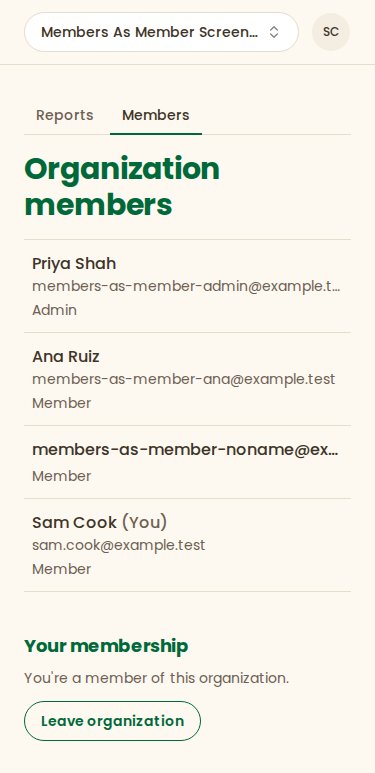 Members As Member Screen…
SC
Reports
Members
Organization
members
Priya Shah
members-as-member-admin@example.t…
Admin
Ana Ruiz
members-as-member-ana@example.test
Member
members-as-member-noname@ex…
Member
Sam Cook (You)
sam.cook@example.test
Member
Your membership
You're a member of this organization.
Leave organization